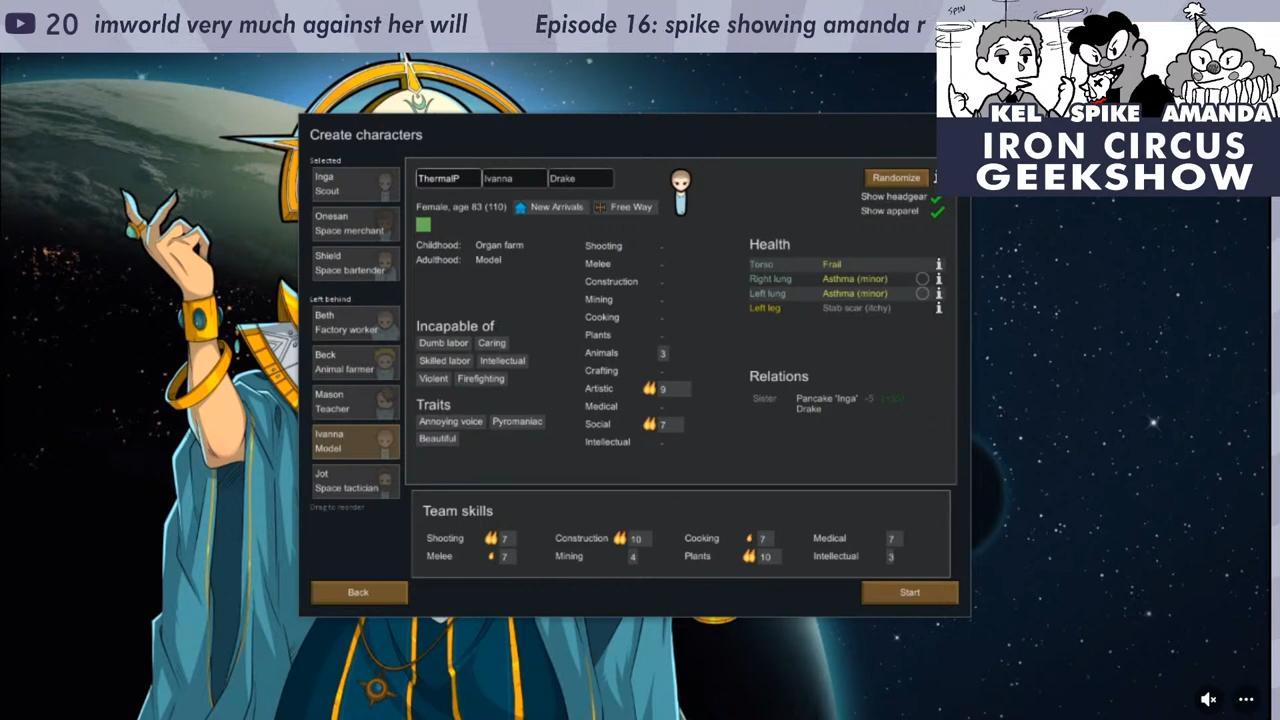 20 imworld very much against her will Episode 16: spike showing amanda r
SPIN
KEL SPIKE AMANDA
IRON CIRCUS
GEEKSHOW
Create characters
Selected
Inga
Scout
Onesan
Space merchant
Shield
Space bartender
Left behind
Beth
Factory worker
Beck
Animal farmer
Mason
Teacher
Ivanna
Model
Jot
Space tactician
Drag to reorder
ThermalP Ivanna Drake
Randomize
Show headgear
Show apparel
Female, age 83 (110) New Arrivals Free Way
Childhood: Organ farm
Adulthood: Model
Incapable of
Dumb labor Caring
Skilled labor Intellectual
Violent Firefighting
Traits
Annoying voice Pyromaniac
Beautiful
Shooting -
Melee -
Construction -
Mining -
Cooking -
Plants -
Animals 3
Crafting -
Artistic 9
Medical -
Social 7
Intellectual -
Health
Torso Frail
Right lung Asthma (minor)
Left lung Asthma (minor)
Left leg Stab scar (itchy)
Relations
Sister Pancake 'Inga' -5
Drake
Team skills
Shooting 7 Construction 10 Cooking 7 Medical 7
Melee 7 Mining 4 Plants 10 Intellectual 3
Back Start